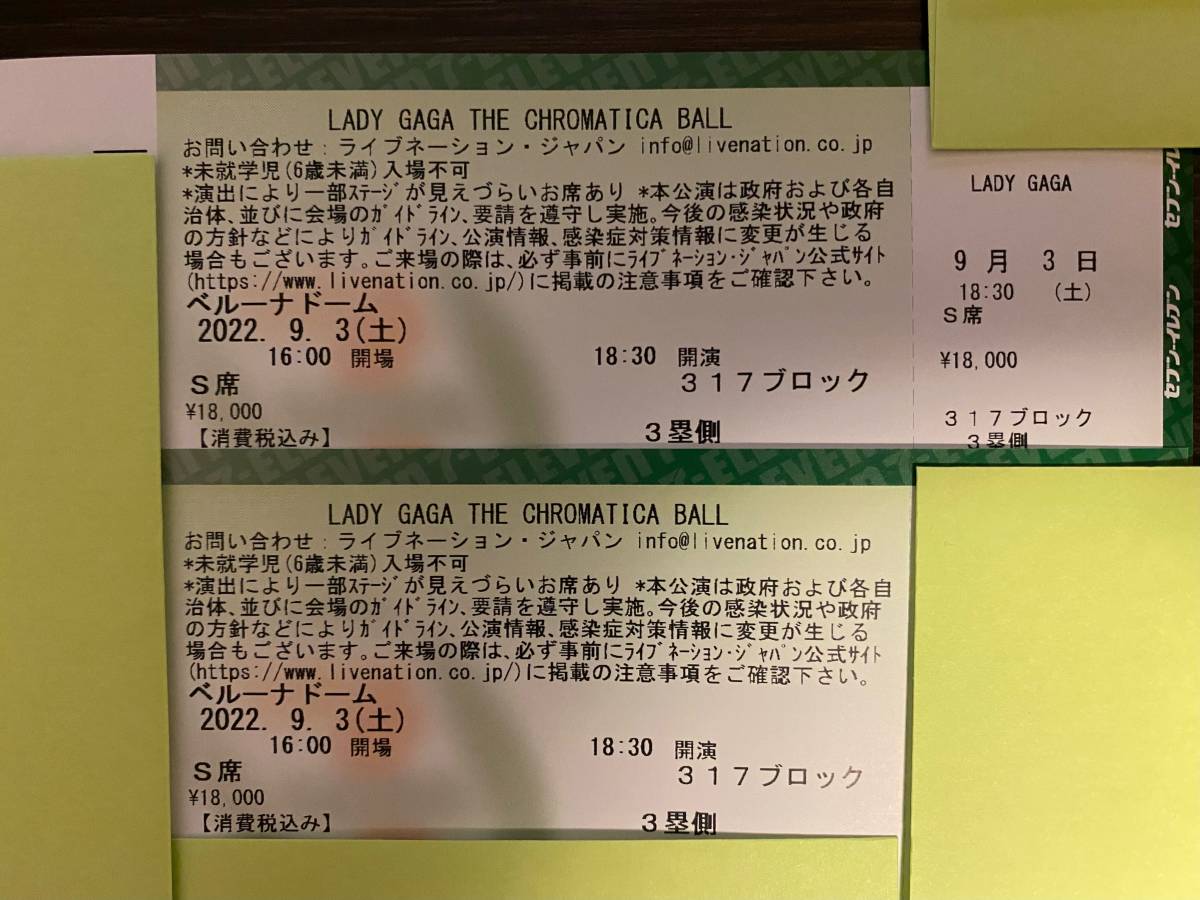 LADY GAGA THE CHROMATICA BALL
お問い合わせ：ライブネーション・ジャパン info@livenation.co.jp
*未就学児(6歳未満)入場不可
*演出により一部ｽﾃｰｼﾞが見えづらいお席あり *本公演は政府および各自
治体、並びに会場のｶﾞｲﾄﾞﾗｲﾝ、要請を遵守し実施。今後の感染状況や政府
の方針などによりｶﾞｲﾄﾞﾗｲﾝ、公演情報、感染症対策情報に変更が生じる
場合もございます。ご来場の際は、必ず事前にﾗｲﾌﾞﾈｰｼｮﾝ･ｼﾞｬﾊﾟﾝ公式ｻｲﾄ
(https://www.livenation.co.jp/)に掲載の注意事項をご確認下さい。
ベルーナドーム
2022. 9. 3(土)
16:00 開場 18:30 開演
Ｓ席 ３１７ブロック
¥18,000
【消費税込み】 ３塁側
LADY GAGA
9 月 3 日
18:30 (土)
Ｓ席
¥18,000
３１７ブロック
３塁側
セブン-イレブン
セブン-イレブン
LADY GAGA THE CHROMATICA BALL
お問い合わせ：ライブネーション・ジャパン info@livenation.co.jp
*未就学児(6歳未満)入場不可
*演出により一部ｽﾃｰｼﾞが見えづらいお席あり *本公演は政府および各自
治体、並びに会場のｶﾞｲﾄﾞﾗｲﾝ、要請を遵守し実施。今後の感染状況や政府
の方針などによりｶﾞｲﾄﾞﾗｲﾝ、公演情報、感染症対策情報に変更が生じる
場合もございます。ご来場の際は、必ず事前にﾗｲﾌﾞﾈｰｼｮﾝ･ｼﾞｬﾊﾟﾝ公式ｻｲﾄ
(https://www.livenation.co.jp/)に掲載の注意事項をご確認下さい。
ベルーナドーム
2022. 9. 3(土)
16:00 開場 18:30 開演
Ｓ席 ３１７ブロック
¥18,000
【消費税込み】 ３塁側